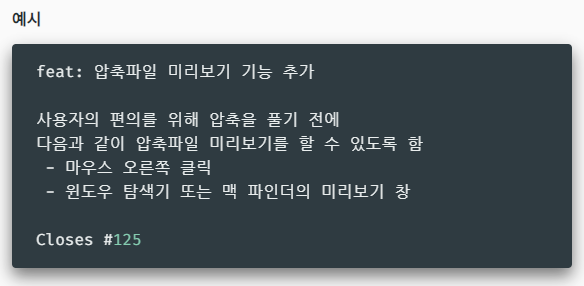 예시
feat: 압축파일 미리보기 기능 추가
사용자의 편의를 위해 압축을 풀기 전에
다음과 같이 압축파일 미리보기를 할 수 있도록 함
- 마우스 오른쪽 클릭
- 윈도우 탐색기 또는 맥 파인더의 미리보기 창
Closes #125